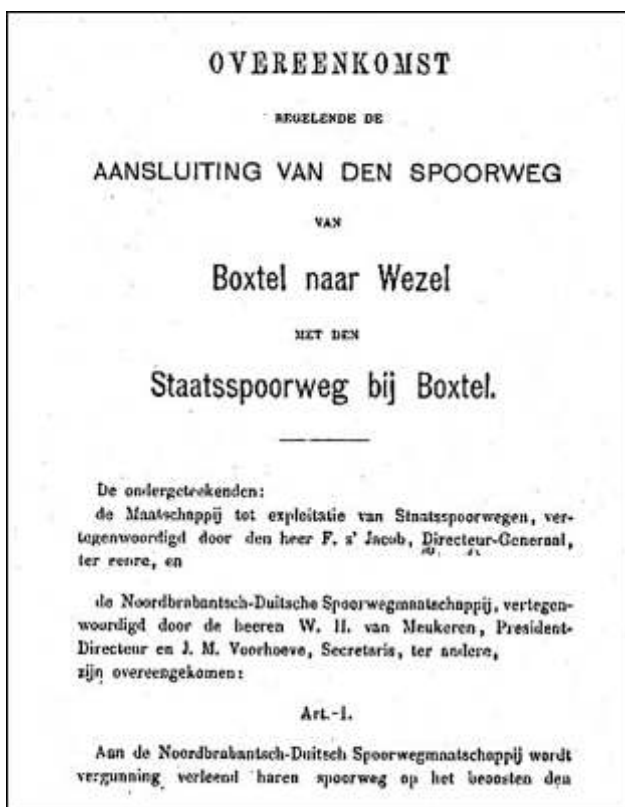 OVEREENKOMST
REGELENDE DE
AANSLUITING VAN DEN SPOORWEG
VAN
Boxtel naar Wezel
MET DEN
Staatsspoorweg bij Boxtel.
De ondergeteekenden:
de Maatschappij tot exploitatie van Staatsspoorwegen, ver-
tegenwoordigd door den heer F. s' Jacob, Directeur-Generaal,
ter eenre, en
de Noordbrabantsch-Duitsche Spoorwegmaatschappij, vertegen-
woordigd door de heeren W. H. van Meukeren, President-
Directeur en J. M. Voorhoeve, Secretaris, ter andere,
zijn overeengekomen:
Art.-1.
Aan de Noordbrabantsch-Duitsch Spoorwegmaatschappij wordt
vergunning verleend haren spoorweg op het beoosten den